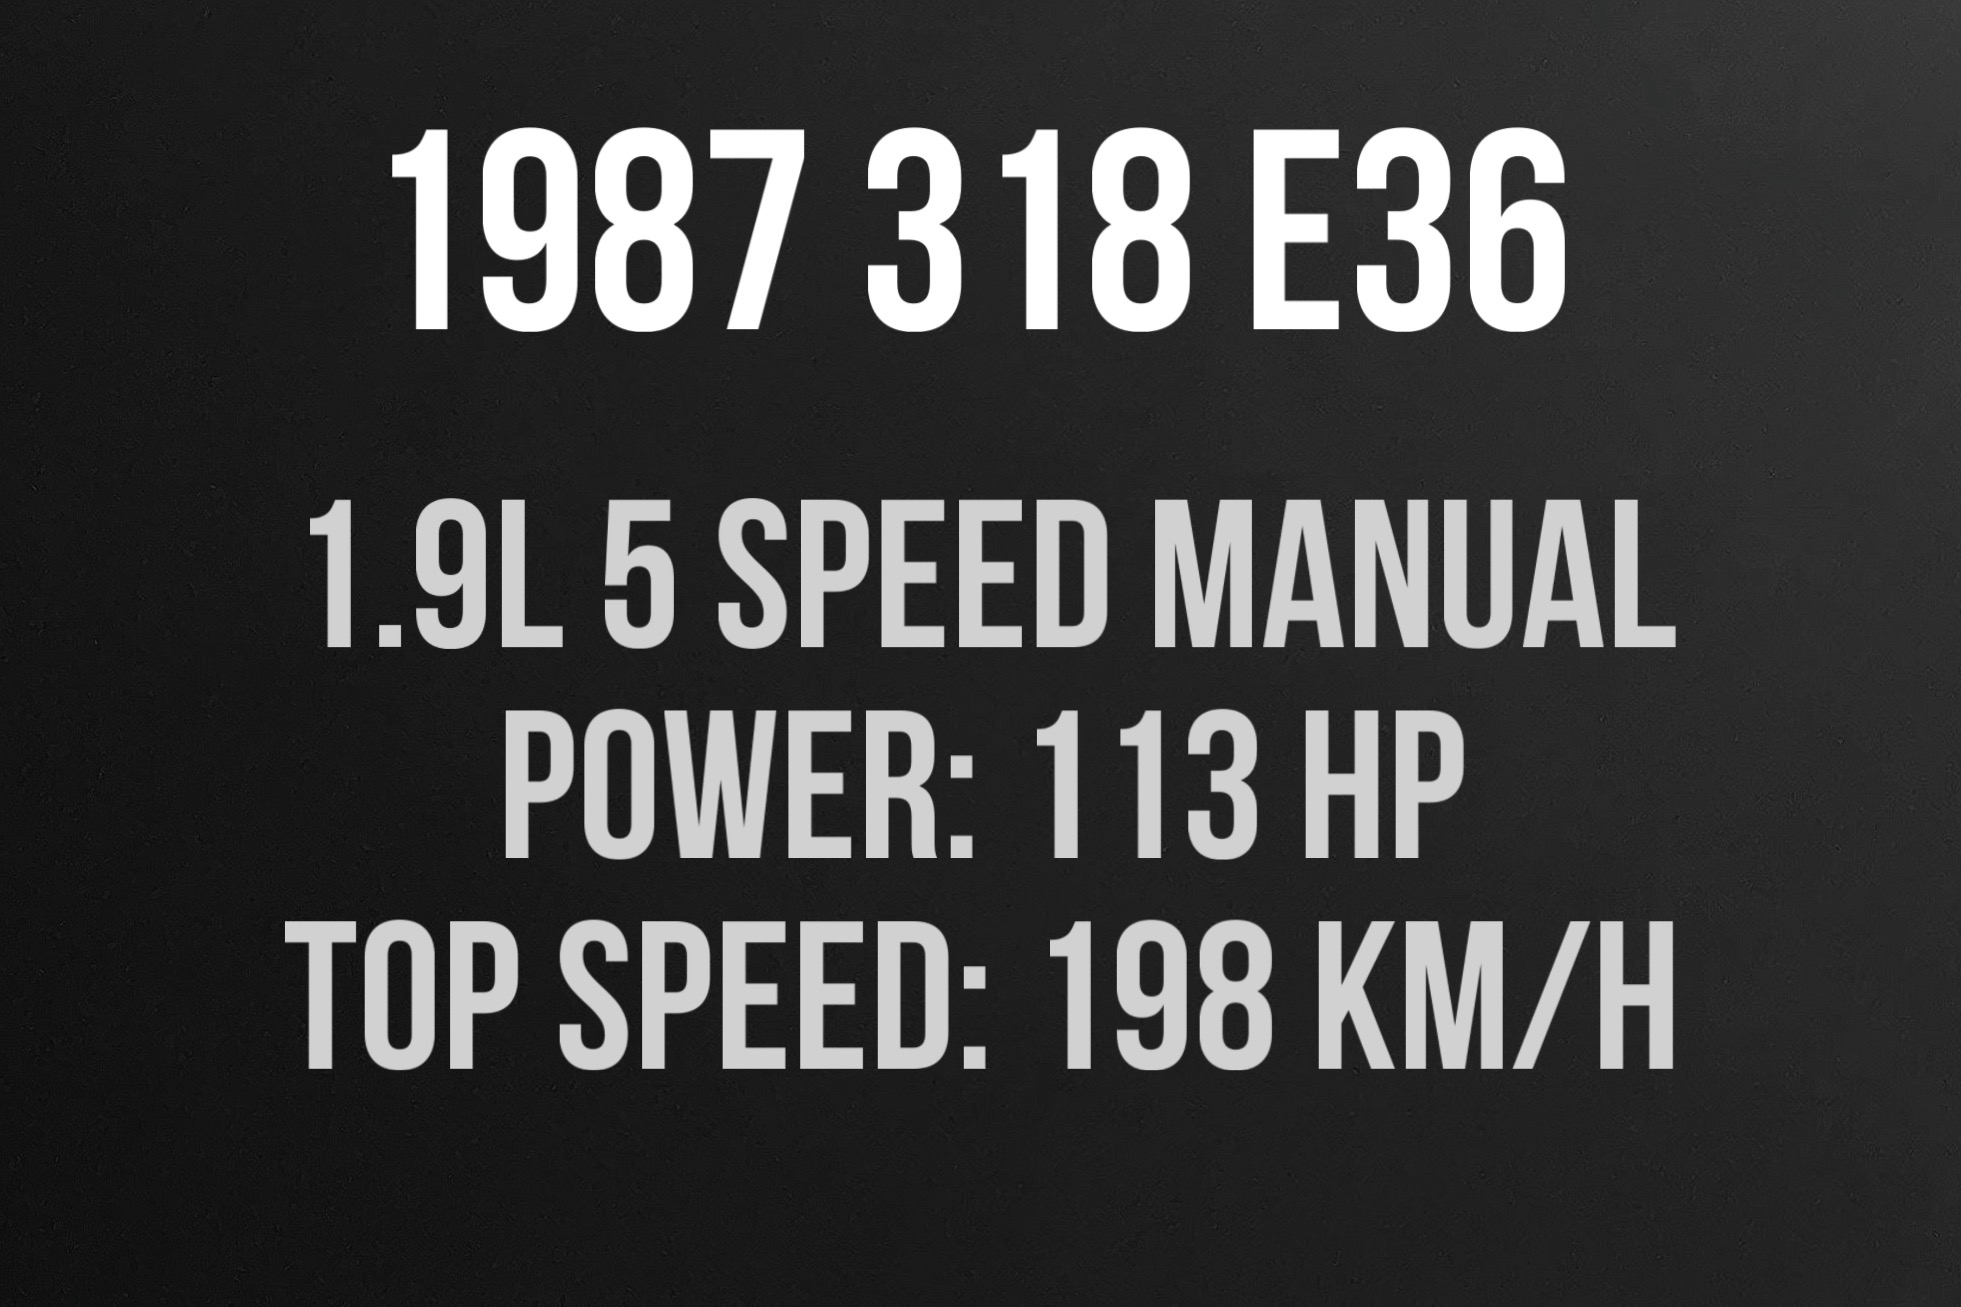 1987 318 E36
1.9L 5 SPEED MANUAL
POWER: 113 HP
TOP SPEED: 198 KM/H